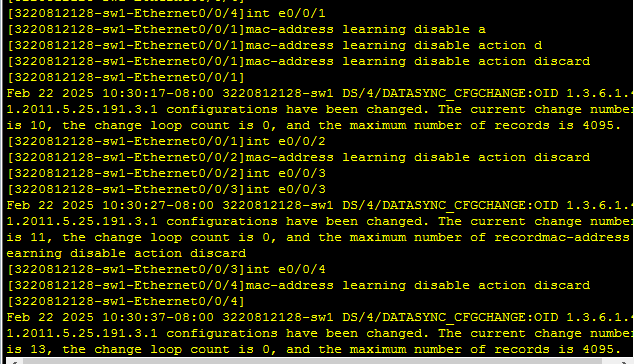 [3220812128-sw1-Ethernet0/0/4]int e0/0/1
[3220812128-sw1-Ethernet0/0/1]mac-address learning disable a
[3220812128-sw1-Ethernet0/0/1]mac-address learning disable action d
[3220812128-sw1-Ethernet0/0/1]mac-address learning disable action discard
[3220812128-sw1-Ethernet0/0/1]
Feb 22 2025 10:30:17-08:00 3220812128-sw1 DS/4/DATASYNC_CFGCHANGE:OID 1.3.6.1.4
1.2011.5.25.191.3.1 configurations have been changed. The current change number
is 10, the change loop count is 0, and the maximum number of records is 4095.
[3220812128-sw1-Ethernet0/0/1]int e0/0/2
[3220812128-sw1-Ethernet0/0/2]mac-address learning disable action discard
[3220812128-sw1-Ethernet0/0/2]int e0/0/3
[3220812128-sw1-Ethernet0/0/3]int e0/0/3
Feb 22 2025 10:30:27-08:00 3220812128-sw1 DS/4/DATASYNC_CFGCHANGE:OID 1.3.6.1.4
1.2011.5.25.191.3.1 configurations have been changed. The current change number
is 11, the change loop count is 0, and the maximum number of recordmac-address
earning disable action discard
[3220812128-sw1-Ethernet0/0/3]int e0/0/4
[3220812128-sw1-Ethernet0/0/4]mac-address learning disable action discard
[3220812128-sw1-Ethernet0/0/4]
Feb 22 2025 10:30:37-08:00 3220812128-sw1 DS/4/DATASYNC_CFGCHANGE:OID 1.3.6.1.4
1.2011.5.25.191.3.1 configurations have been changed. The current change number
is 13, the change loop count is 0, and the maximum number of records is 4095.